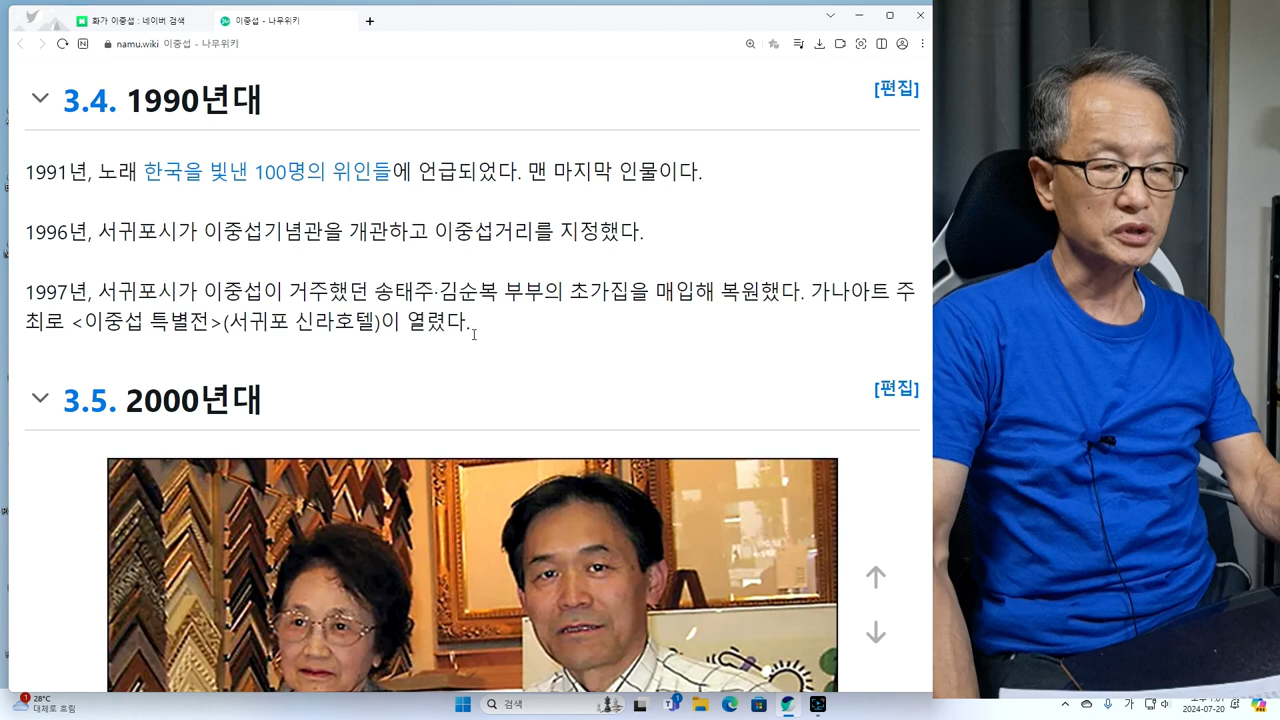 화가 이중섭 : 네이버 검색
이중섭 - 나무위키
namu.wiki 이중섭 - 나무위키
3.4. 1990년대
[편집]
1991년, 노래 한국을 빛낸 100명의 위인들에 언급되었다. 맨 마지막 인물이다.
1996년, 서귀포시가 이중섭기념관을 개관하고 이중섭거리를 지정했다.
1997년, 서귀포시가 이중섭이 거주했던 송태주·김순복 부부의 초가집을 매입해 복원했다. 가나아트 주
최로 <이중섭 특별전>(서귀포 신라호텔)이 열렸다.
3.5. 2000년대
[편집]
28°C
대체로 흐림
검색
가
2024-07-20